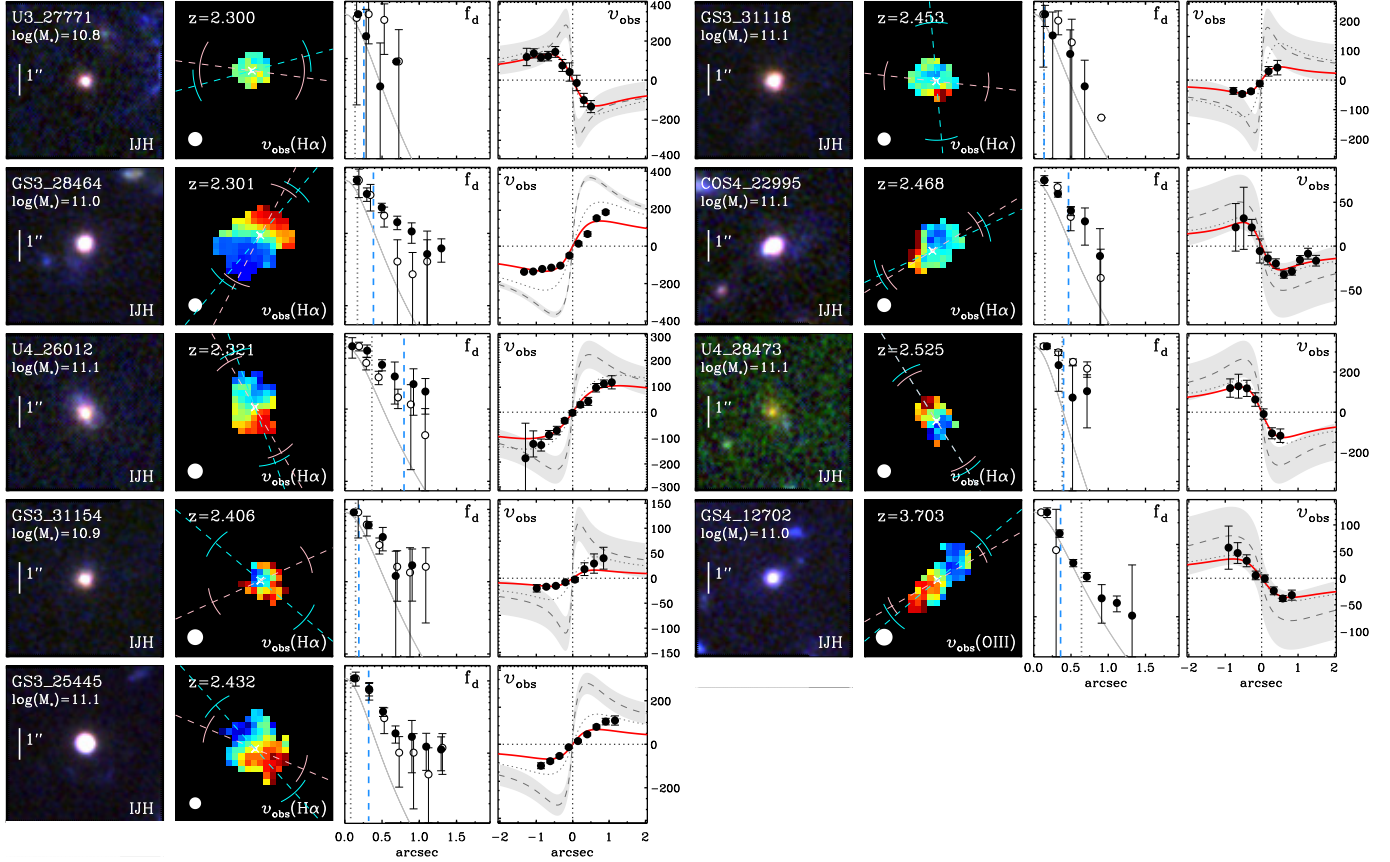 U3_27771
log(M⋆)=10.8
1''
IJH
z=2.300
vobs(Hα)
fd
vobs
400
200
0
−200
−400
GS3_31118
log(M⋆)=11.1
1''
IJH
z=2.453
vobs(Hα)
fd
vobs
200
100
0
−100
−200
GS3_28464
log(M⋆)=11.0
1''
IJH
z=2.301
vobs(Hα)
fd
vobs
400
200
0
−200
−400
COS4_22995
log(M⋆)=11.1
1''
IJH
z=2.468
vobs(Hα)
fd
vobs
50
0
−50
U4_26012
log(M⋆)=11.1
1''
IJH
z=2.321
vobs(Hα)
fd
vobs
300
200
100
0
−100
−200
−300
U4_28473
log(M⋆)=11.1
1''
IJH
z=2.525
vobs(Hα)
fd
vobs
200
0
−200
GS3_31154
log(M⋆)=10.9
1''
IJH
z=2.406
vobs(Hα)
fd
vobs
150
100
50
0
−50
−100
−150
GS4_12702
log(M⋆)=11.0
1''
IJH
z=3.703
vobs(OIII)
fd
vobs
100
50
0
−50
−100
0.0 0.5 1.0 1.5
arcsec
−2 −1 0 1 2
arcsec
GS3_25445
log(M⋆)=11.1
1''
IJH
z=2.432
vobs(Hα)
fd
vobs
200
0
−200
0.0 0.5 1.0 1.5
arcsec
−2 −1 0 1 2
arcsec